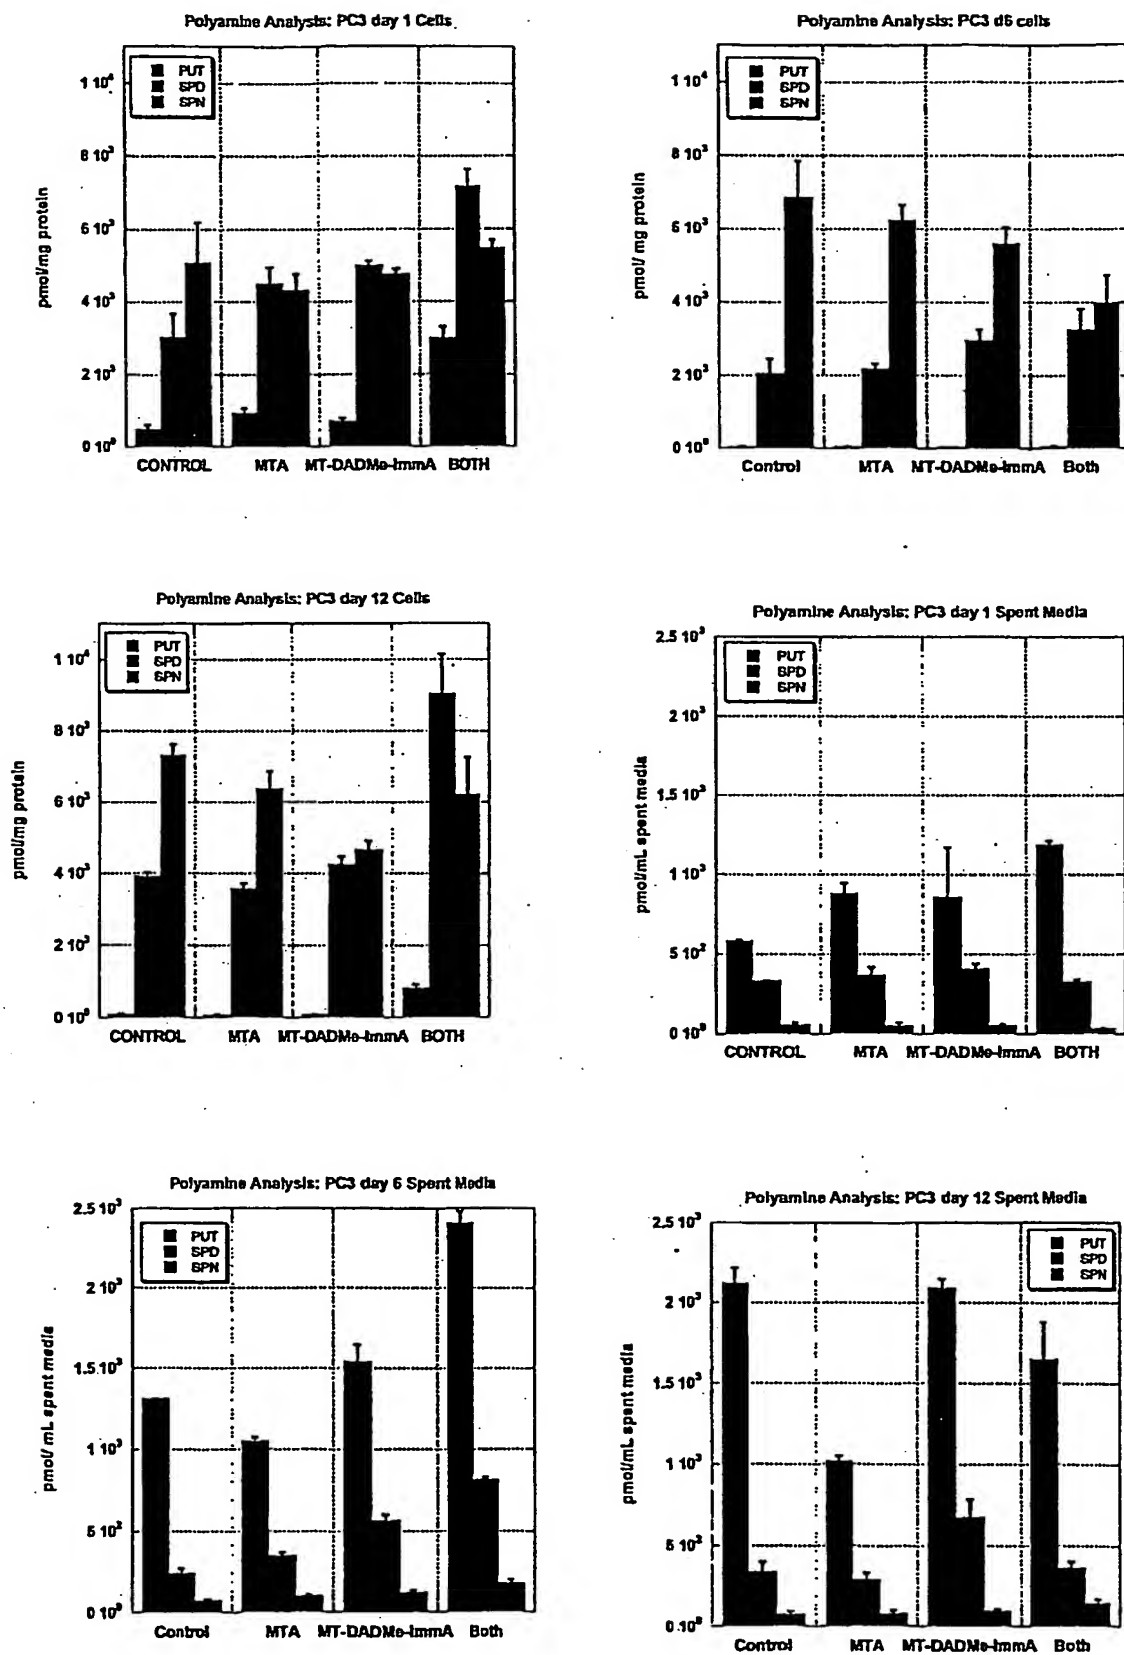 Polyamine Analysis: PC3 day 1 Cells
PUT
SPD
SPN
1 10⁴
8 10³
6 10³
4 10³
2 10³
0 10⁰
pmol/mg protein
CONTROL MTA MT-DADMe-ImmA BOTH
Polyamine Analysis: PC3 d6 cells
PUT
SPD
SPN
1 10⁴
8 10³
6 10³
4 10³
2 10³
0 10⁰
pmol/ mg protein
Control MTA MT-DADMe-ImmA Both
Polyamine Analysis: PC3 day 12 Cells
PUT
SPD
SPN
1 10⁴
8 10³
6 10³
4 10³
2 10³
0 10⁰
pmol/mg protein
CONTROL MTA MT-DADMe-ImmA BOTH
Polyamine Analysis: PC3 day 1 Spent Media
PUT
SPD
SPN
2,5 10³
2 10³
1,5 10³
1 10³
5 10²
0 10⁰
pmol/mL spent media
CONTROL MTA MT-DADMe-ImmA BOTH
Polyamine Analysis: PC3 day 6 Spent Media
PUT
SPD
SPN
2.5 10³
2 10³
1.5 10³
1 10³
5 10²
0 10⁰
pmol/ mL spent media
Control MTA MT-DADMe-ImmA Both
Polyamine Analysis: PC3 day 12 Spent Media
PUT
SPD
SPN
2.5 10³
2 10³
1.5 10³
1 10³
5 10²
0.10⁰
pmol/mL spent media
Control MTA MT-DADMe-ImmA Both